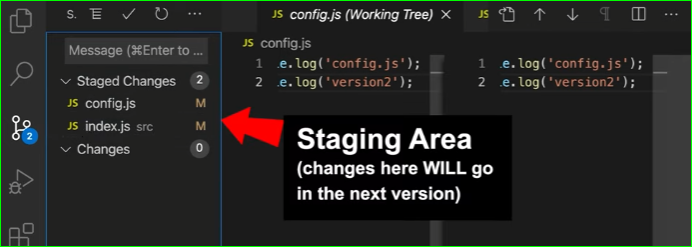 S.
JS config.js (Working Tree)
JS
Message (⌘Enter to ...
JS config.js
Staged Changes 2
JS config.js M
JS index.js src M
Changes 0
2
1 .e.log('config.js');
2 .e.log('version2');
1 .e.log('config.js');
2 .e.log('version2');
Staging Area
(changes here WILL go
in the next version)